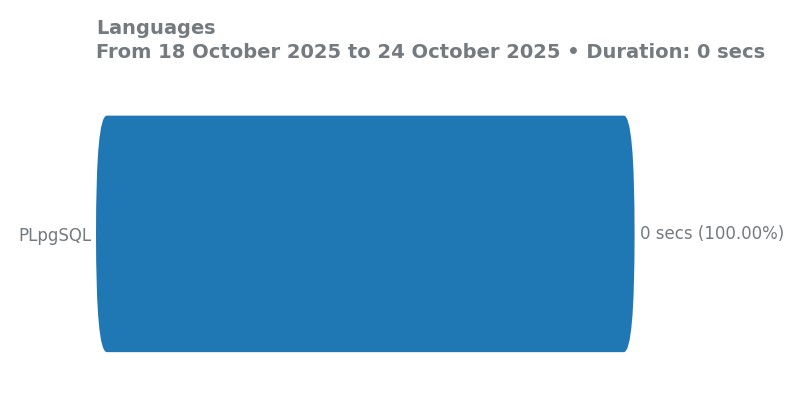 Languages
From 18 October 2025 to 24 October 2025 • Duration: 0 secs
PLpgSQL
0 secs (100.00%)